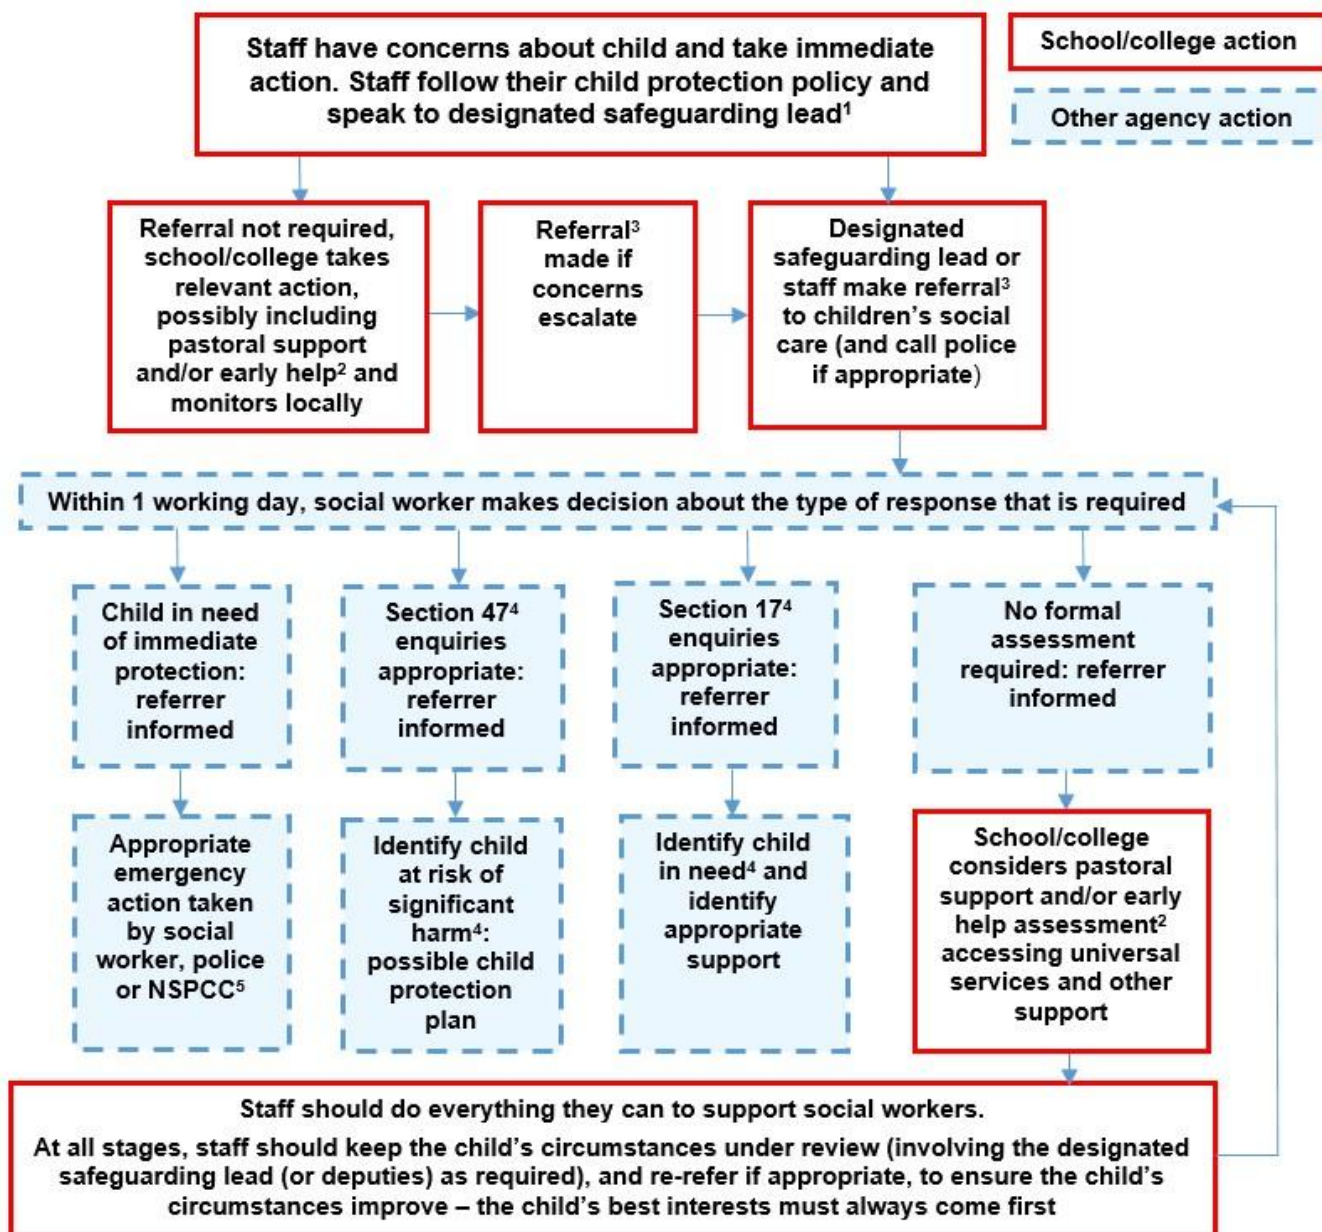 Staff have concerns about child and take immediate
action. Staff follow their child protection policy and
speak to designated safeguarding lead¹
School/college action
Other agency action
Referral not required,
school/college takes
relevant action,
possibly including
pastoral support
and/or early help² and
monitors locally
Referral³
made if
concerns
escalate
Designated
safeguarding lead or
staff make referral³
to children’s social
care (and call police
if appropriate)
Within 1 working day, social worker makes decision about the type of response that is required
Child in need
of immediate
protection:
referrer
informed
Section 47⁴
enquiries
appropriate:
referrer
informed
Section 17⁴
enquiries
appropriate:
referrer
informed
No formal
assessment
required: referrer
informed
Appropriate
emergency
action taken
by social
worker, police
or NSPCC⁵
Identify child
at risk of
significant
harm⁴:
possible child
protection
plan
Identify child
in need⁴ and
identify
appropriate
support
School/college
considers pastoral
support and/or early
help assessment²
accessing universal
services and other
support
Staff should do everything they can to support social workers.
At all stages, staff should keep the child’s circumstances under review (involving the designated
safeguarding lead (or deputies) as required), and re-refer if appropriate, to ensure the child’s
circumstances improve – the child’s best interests must always come first